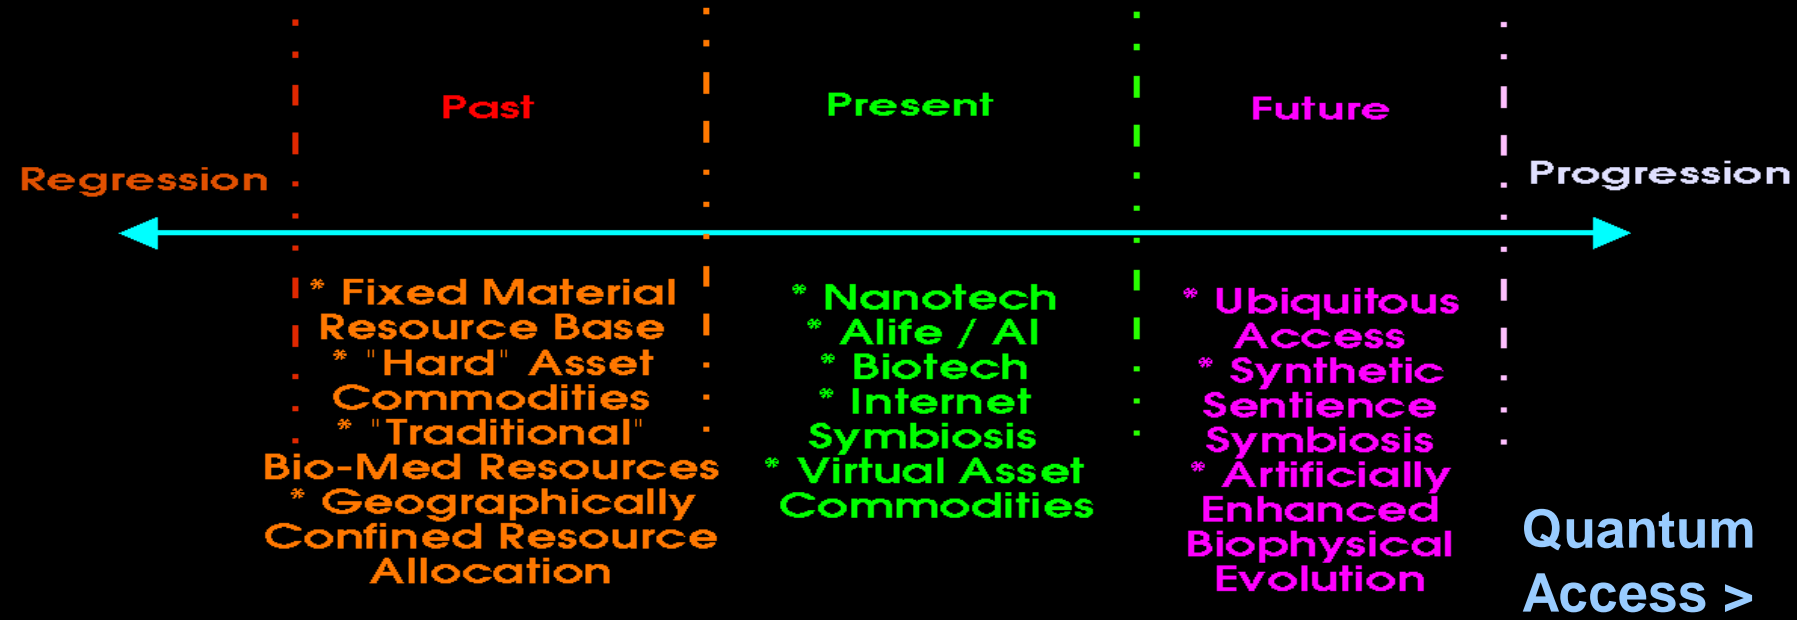 Past
Present
Future
Regression
Progression
* Fixed Material
Resource Base
* "Hard" Asset
Commodities
* "Traditional"
Bio-Med Resources
* Geographically
Confined Resource
Allocation
* Nanotech
* Alife / AI
* Biotech
* Internet
Symbiosis
* Virtual Asset
Commodities
* Ubiquitous
Access
* Synthetic
Sentience
Symbiosis
* Artificially
Enhanced
Biophysical
Evolution
Quantum
Access >